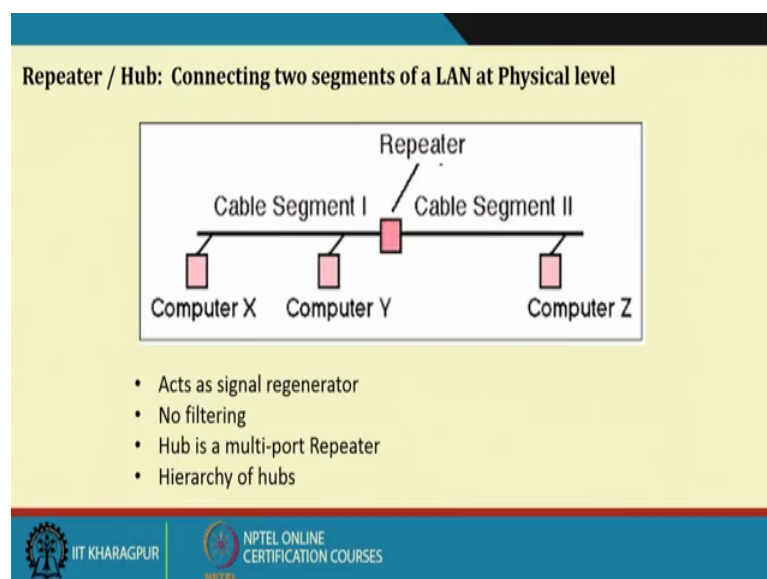 Repeater / Hub: Connecting two segments of a LAN at Physical level
Repeater
Cable Segment I
Cable Segment II
Computer X
Computer Y
Computer Z
• Acts as signal regenerator
• No filtering
• Hub is a multi-port Repeater
• Hierarchy of hubs
IIT KHARAGPUR
NPTEL ONLINE
CERTIFICATION COURSES
NPTEL